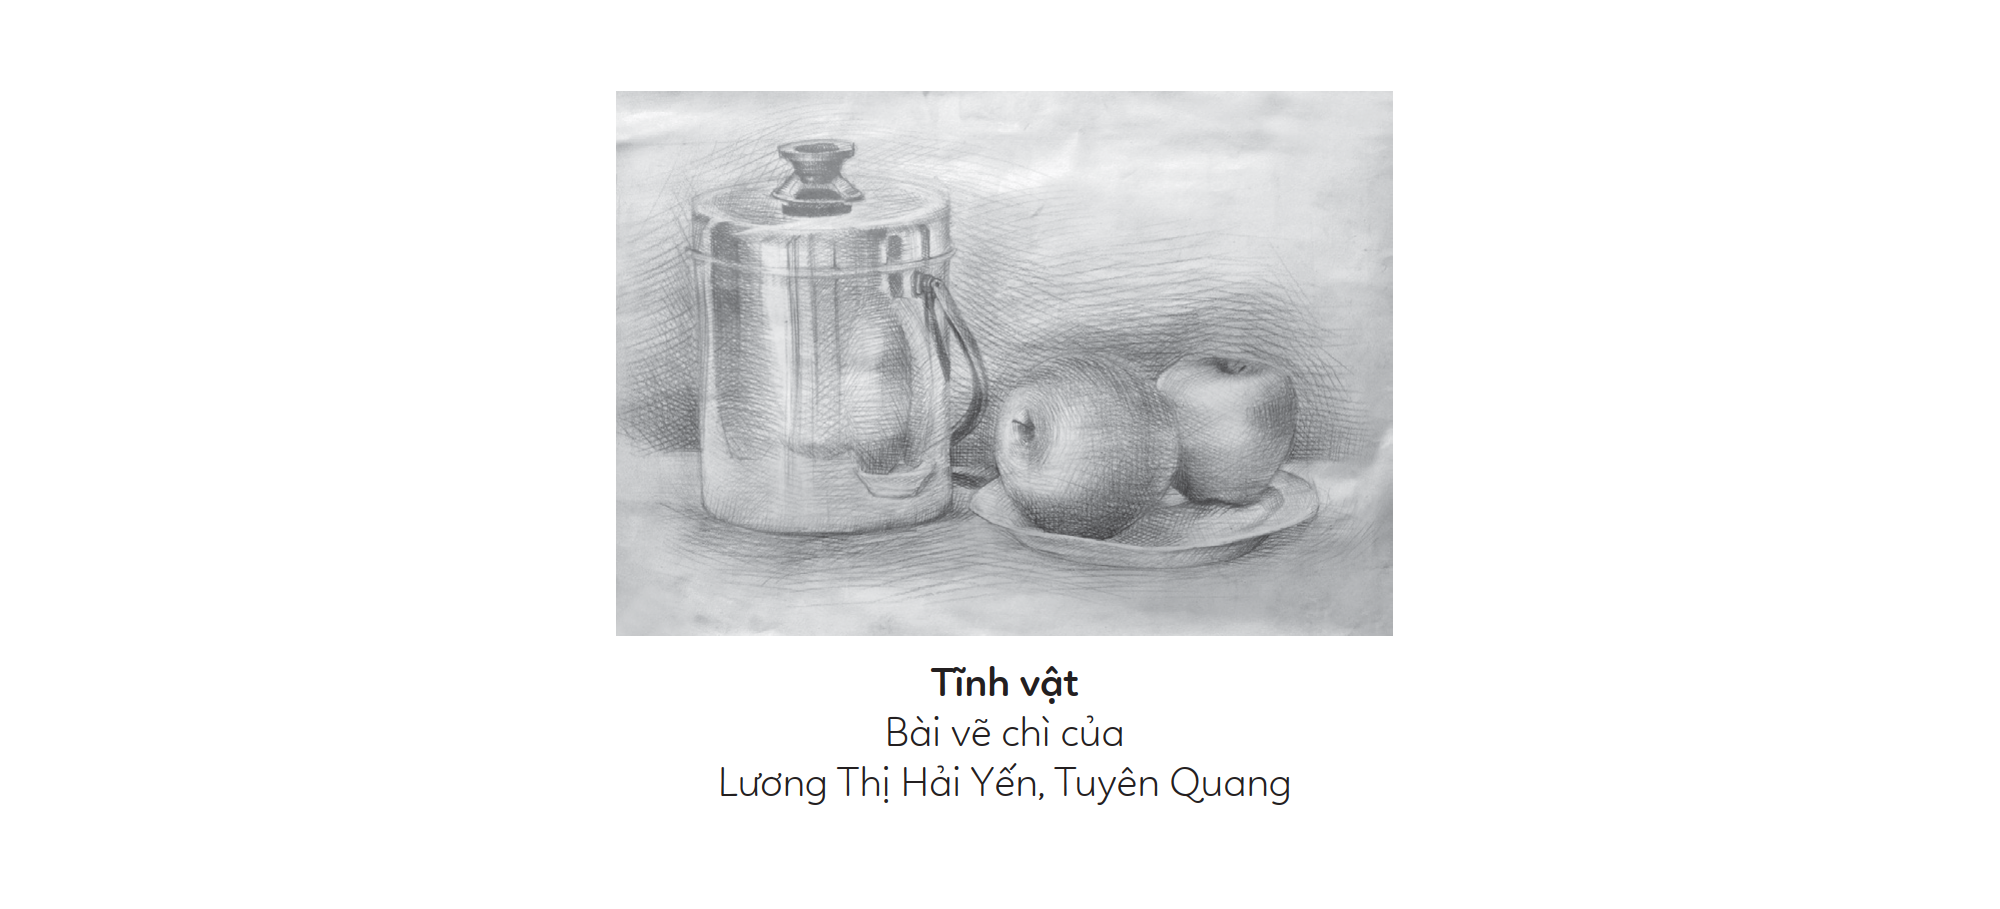 Tĩnh vật
Bài vẽ chì của
Lương Thị Hải Yến, Tuyên Quang